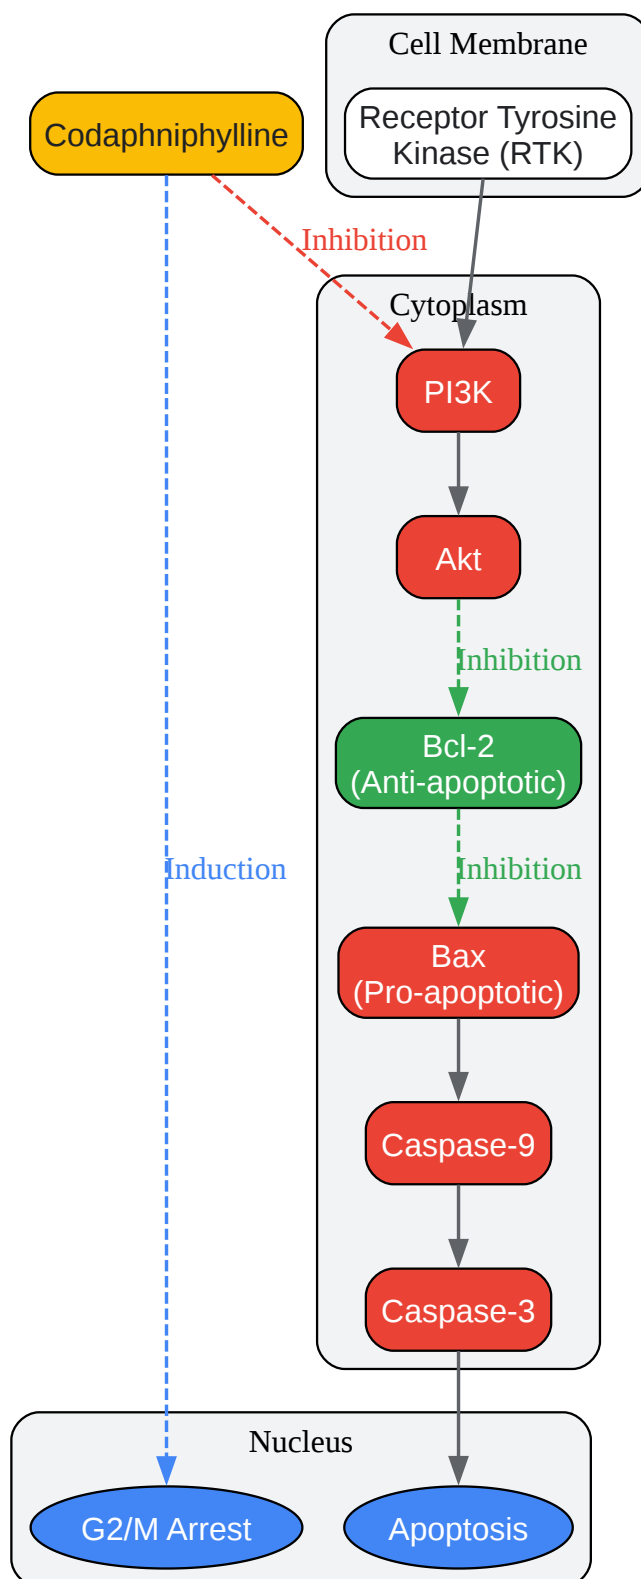 Cell Membrane
Codaphniphylline
Receptor Tyrosine
Kinase (RTK)
Inhibition
Cytoplasm
PI3K
Akt
Inhibition
Bcl-2
(Anti-apoptotic)
Induction
Inhibition
Bax
(Pro-apoptotic)
Caspase-9
Caspase-3
Nucleus
G2/M Arrest
Apoptosis